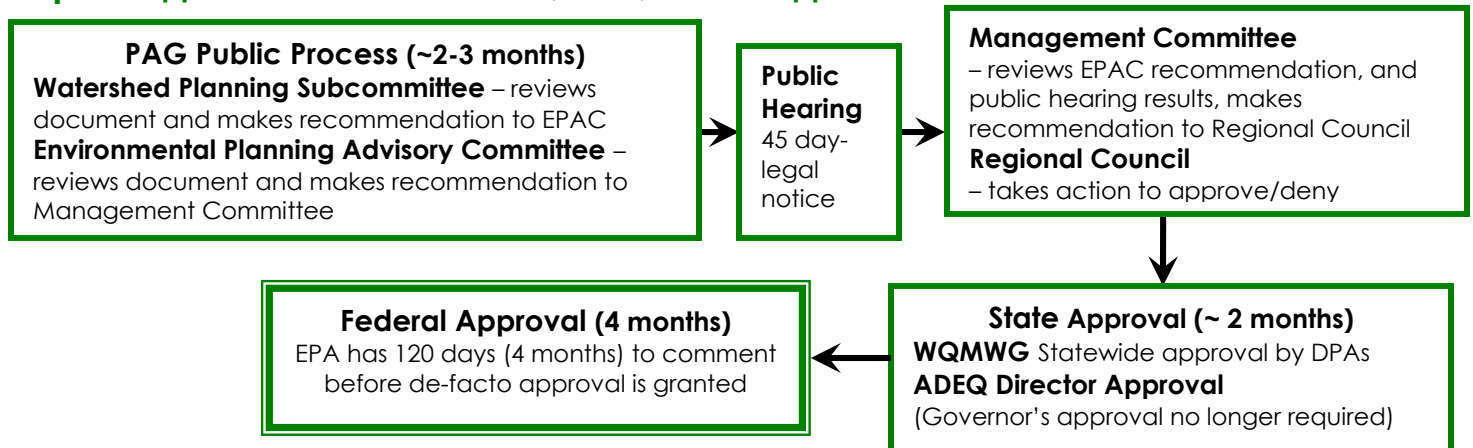 PAG Public Process (~2-3 months)
Watershed Planning Subcommittee – reviews
document and makes recommendation to EPAC
Environmental Planning Advisory Committee –
reviews document and makes recommendation to
Management Committee
Public
Hearing
45 day-
legal
notice
Management Committee
– reviews EPAC recommendation, and
public hearing results, makes
recommendation to Regional Council
Regional Council
– takes action to approve/deny
State Approval (~ 2 months)
WQMWG Statewide approval by DPAs
ADEQ Director Approval
(Governor's approval no longer required)
Federal Approval (4 months)
EPA has 120 days (4 months) to comment
before de-facto approval is granted